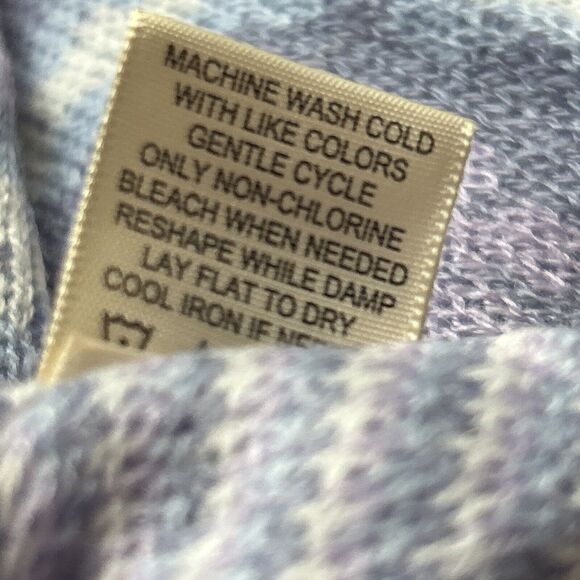 MACHINE WASH COLD
WITH LIKE COLORS
GENTLE CYCLE
ONLY NON-CHLORINE
BLEACH WHEN NEEDED
RESHAPE WHILE DAMP
LAY FLAT TO DRY
COOL IRON IF